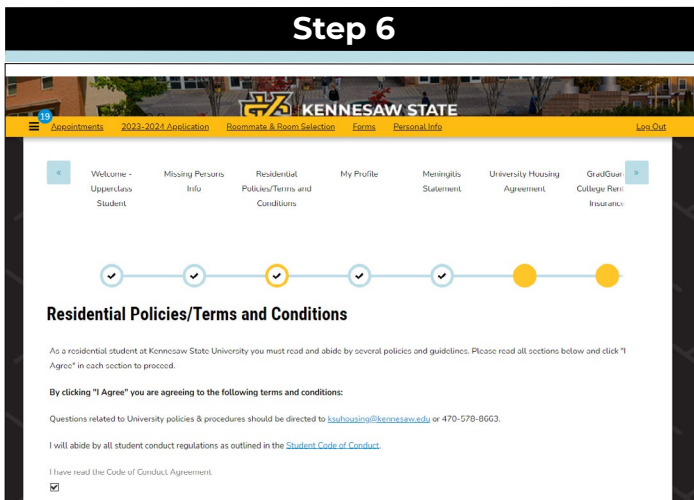 Step 6
KENNESAW STATE
19
Appointments 2023-2024 Application Roommate & Room Selection Forms Personal Info Log Out
« Welcome - Missing Persons Residential My Profile Meningitis University Housing GradGuar »
Upperclass Info Policies/Terms and Statement Agreement College Rent
Student Conditions Insurance
Residential Policies/Terms and Conditions
As a residential student at Kennesaw State University you must read and abide by several policies and guidelines. Please read all sections below and click "I
Agree" in each section to proceed.
By clicking "I Agree" you are agreeing to the following terms and conditions:
Questions related to University policies & procedures should be directed to ksuhousing@kennesaw.edu or 470-578-8663.
I will abide by all student conduct regulations as outlined in the Student Code of Conduct.
I have read the Code of Conduct Agreement